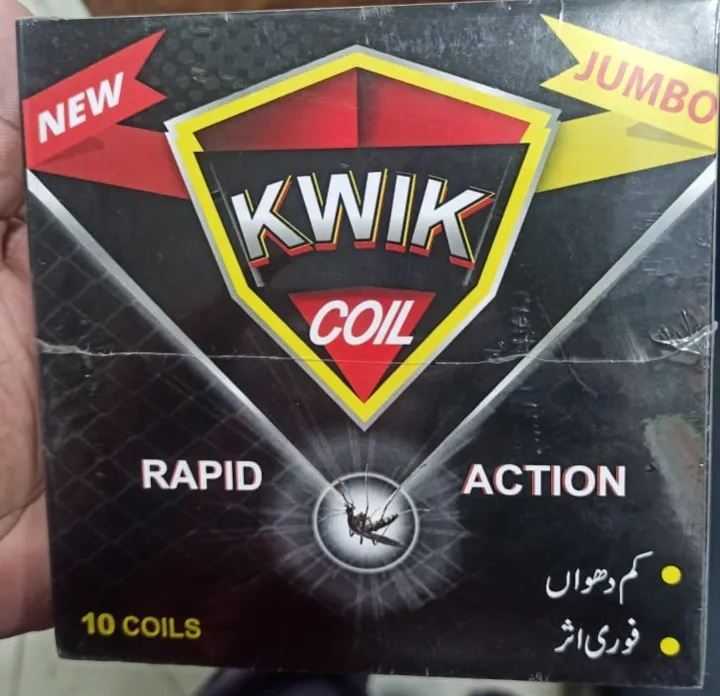 NEW
JUMBO
KWIK
COIL
RAPID ACTION
کم دھواں
فوری اثر
10 COILS